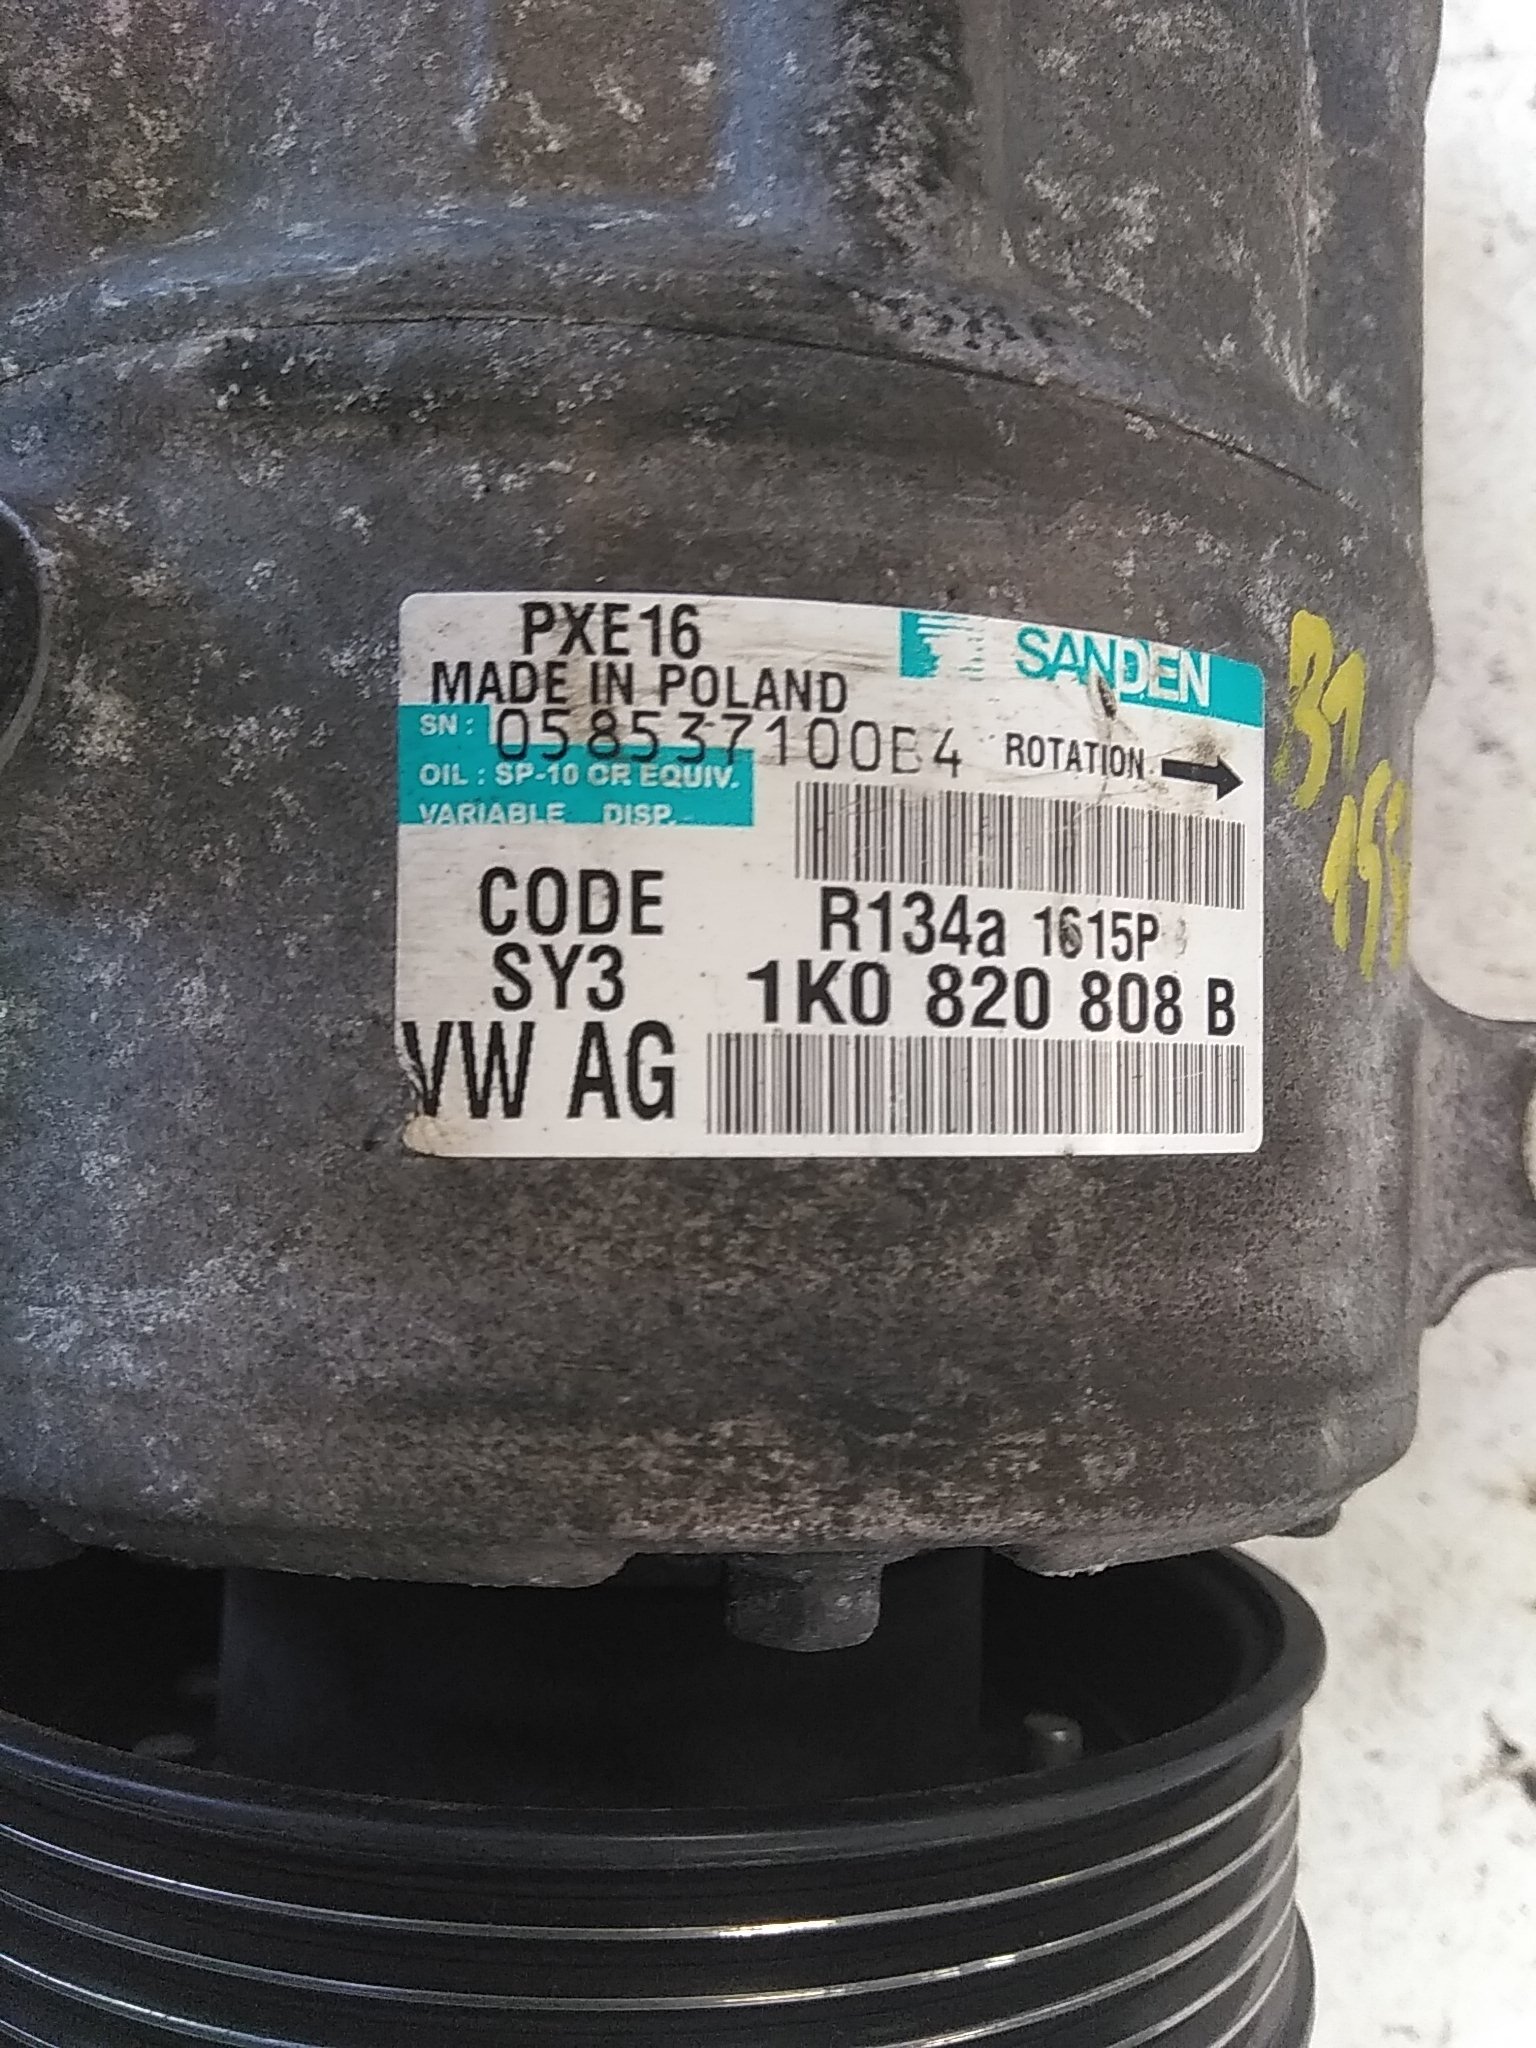 PXE16
SANDEN
MADE IN POLAND
SN: 058537100E4
ROTATION
OIL : SP-10 OR EQUIV.
VARIABLE DISP.
CODE
SY3
R134a 1615P
1K0 820 808 B
VW AG